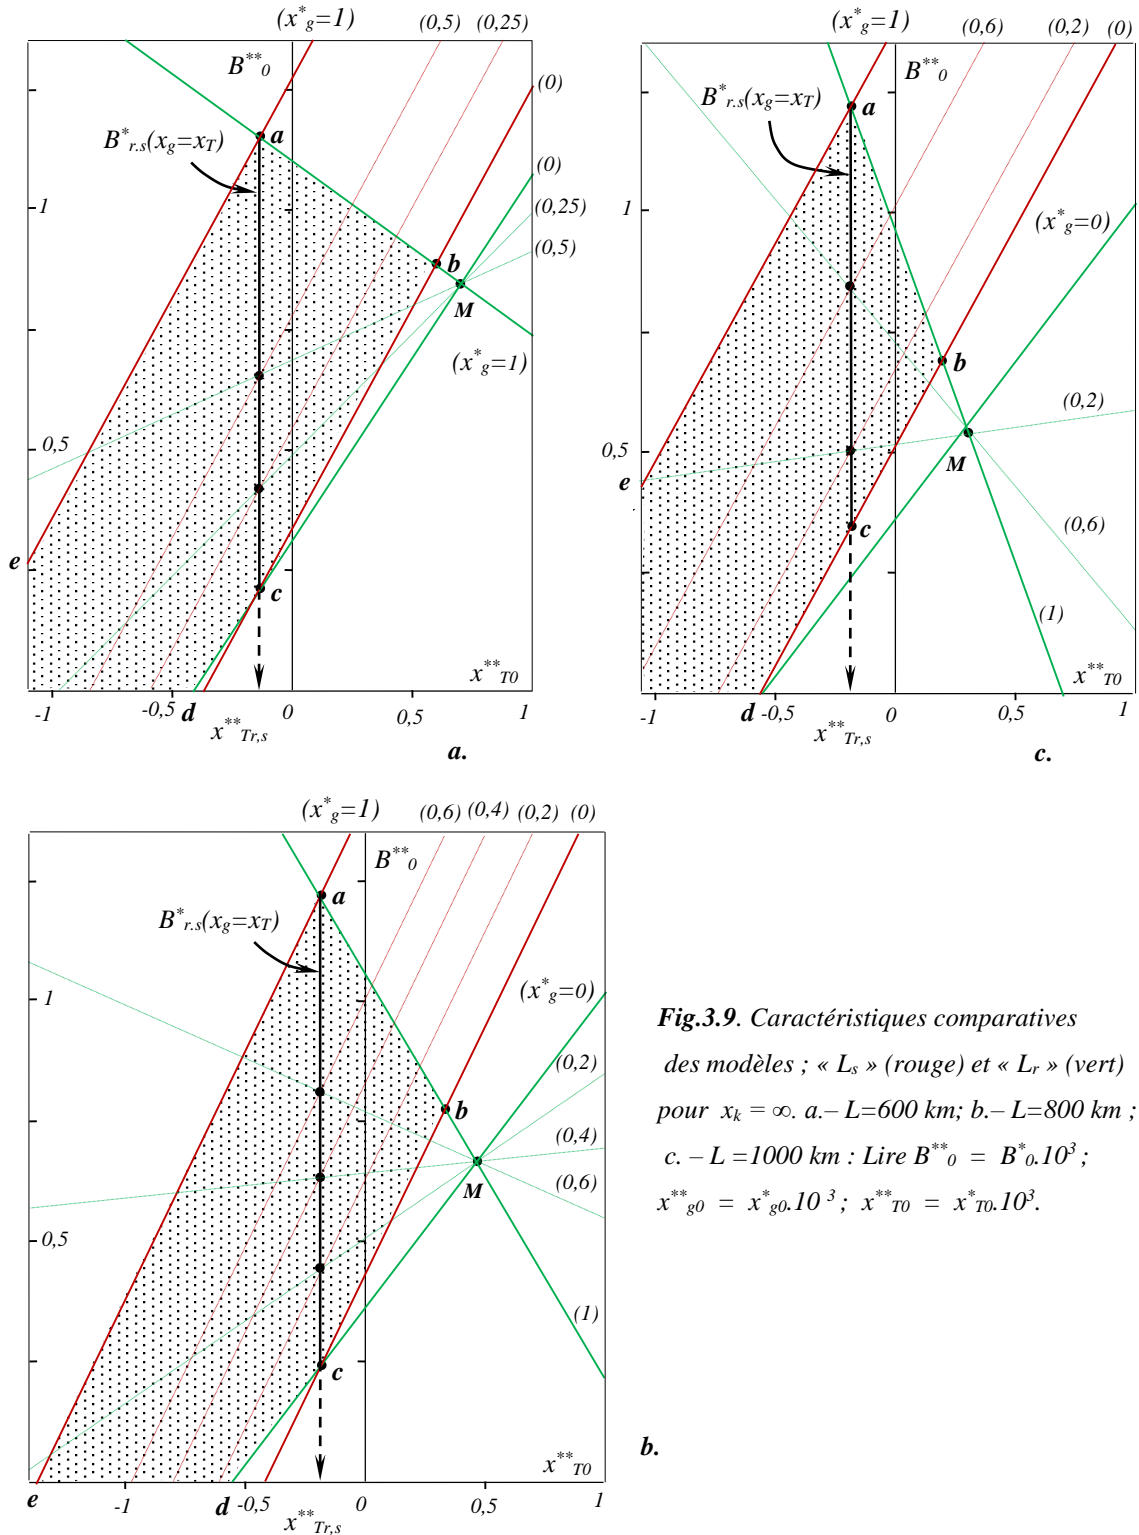 (x*g=1)
(0,5)
(0,25)
B**0
(0)
a
B*r.s(xg=xT)
(0)
1
(0,25)
(0,5)
b
M
(x*g=1)
0,5
e
c
x**T0
-1
-0,5
d
0
0,5
1
x**Tr,s
a.
(x*g=1)
(0,6)
(0,2)
(0)
B**0
B*r.s(xg=xT)
a
1
(x*g=0)
b
(0,2)
0,5
M
e
(0,6)
c
(1)
x**T0
-1
d
-0,5
0
0,5
1
x**Tr,s
c.
(x*g=1)
(0,6)
(0,4)
(0,2)
(0)
B**0
a
B*r.s(xg=xT)
1
(x*g=0)
(0,2)
b
(0,4)
M
(0,6)
0,5
(1)
c
x**T0
e
-1
d
-0,5
0
0,5
1
x**Tr,s
b.
Fig.3.9. Caractéristiques comparatives
des modèles ; « Ls » (rouge) et « Lr » (vert)
pour xk = ∞. a.– L=600 km; b.– L=800 km ;
c. – L =1000 km : Lire B**0 = B*0.10³ ;
x**g0 = x*g0.10 ³ ; x**T0 = x*T0.10³.